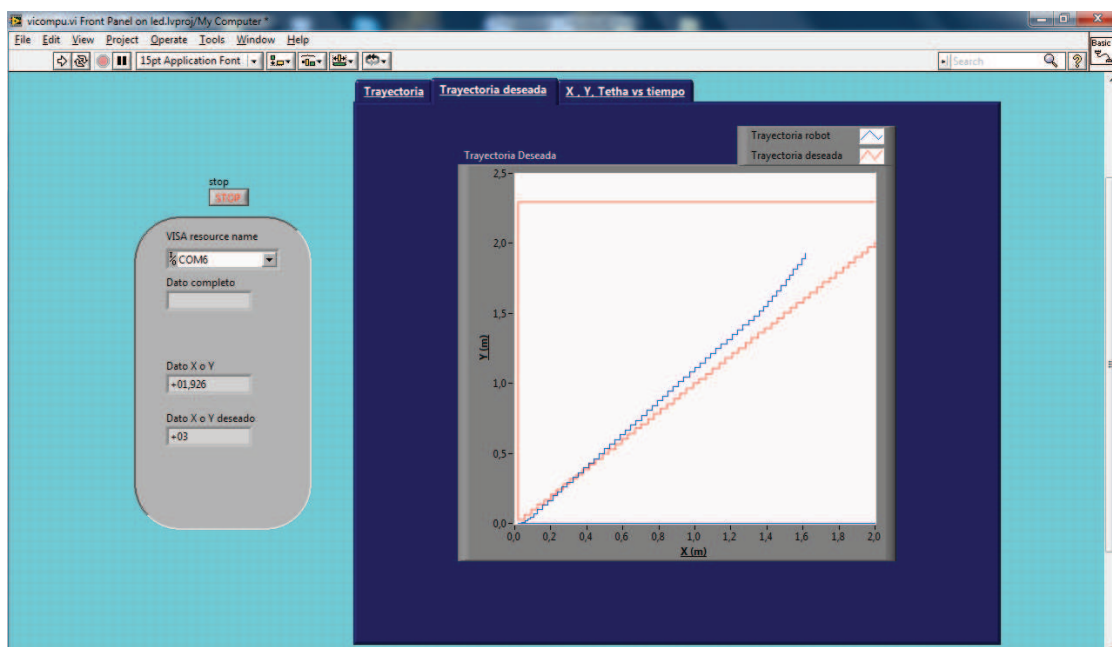 vicompu.vi Front Panel on led.lvproj/My Computer *
File Edit View Project Operate Tools Window Help
15pt Application Font
Search
Basic
Trayectoria
Trayectoria deseada
X , Y, Tetha vs tiempo
Trayectoria robot
Trayectoria deseada
Trayectoria Deseada
stop
STOP
VISA resource name
COM6
Dato completo
Dato X o Y
+01,926
Dato X o Y deseado
+03
2,5
2,0
1,5
1,0
0,5
0,0
Y (m)
0,0 0,2 0,4 0,6 0,8 1,0 1,2 1,4 1,6 1,8 2,0
X (m)